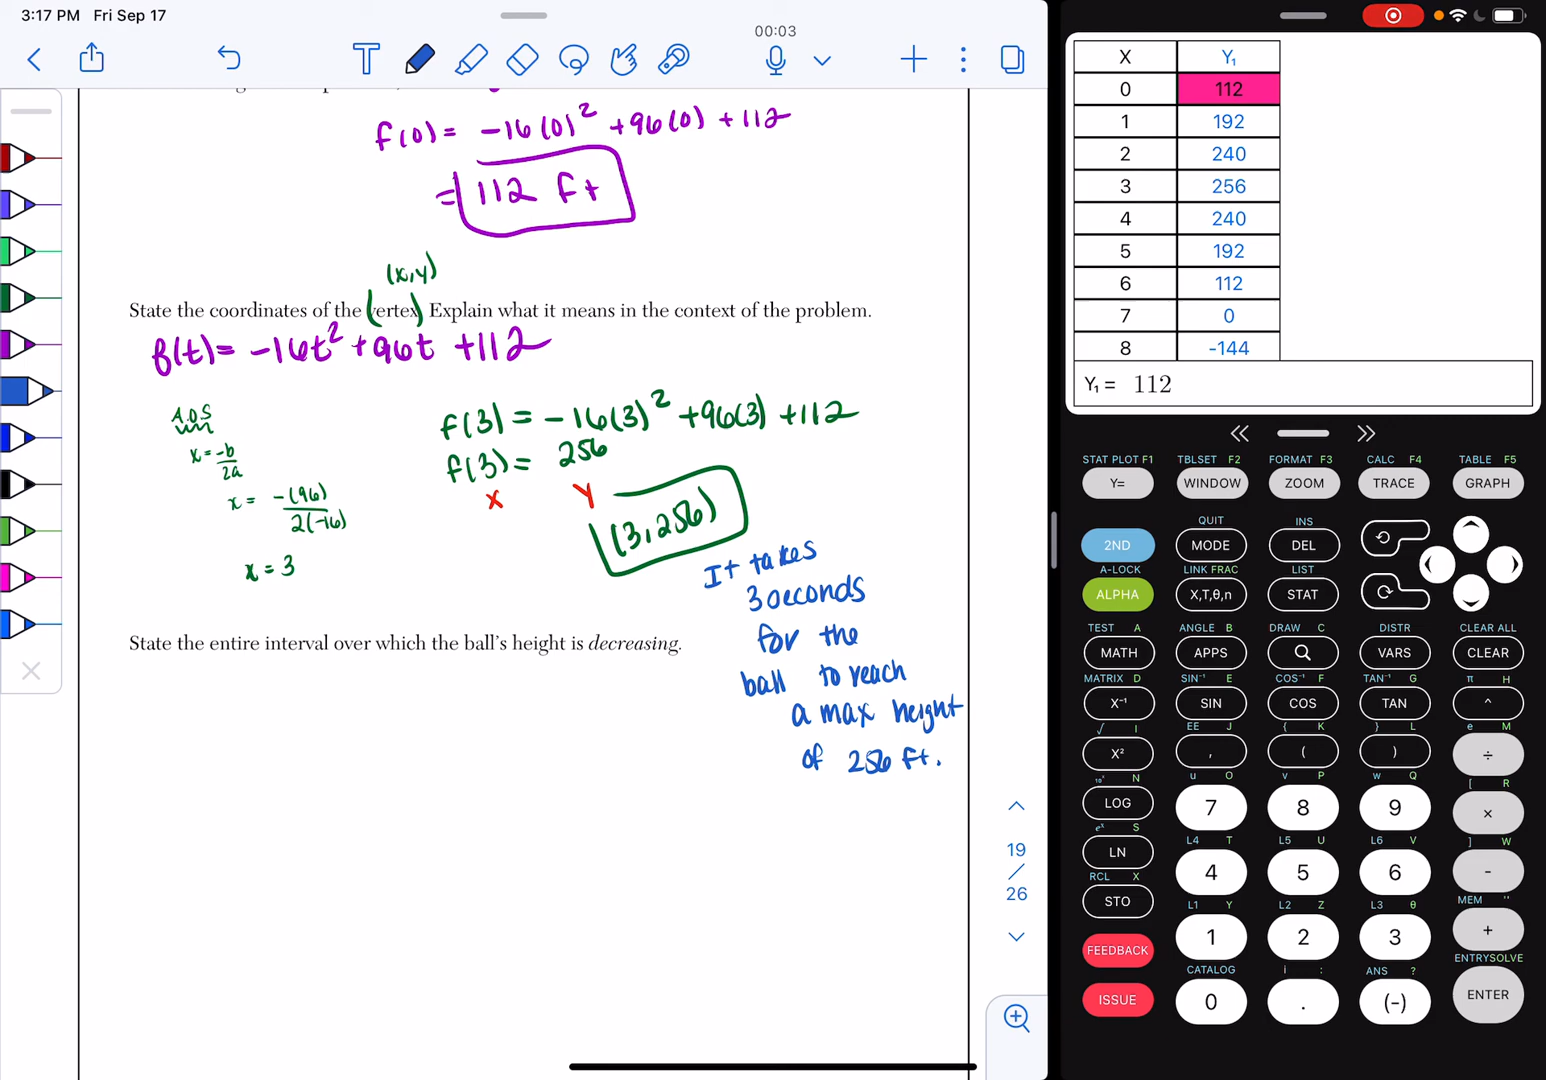 3:17 PM Fri Sep 17
00:03
f(0) = -16(0)² +96(0) +112
= 112 ft
(x,y)
State the coordinates of the (vertex) Explain what it means in the context of the problem.
f(t)= -16t² +96t +112
A.O.S
x = -b/2a
x = -(96)/2(-16)
x = 3
f(3) = -16(3)² +96(3) +112
f(3) = 256
x y
(3,256)
It takes
3 seconds
for the
ball to reach
a max height
of 256 ft.
State the entire interval over which the ball's height is decreasing.
19
/
26
X Y₁
0 112
1 192
2 240
3 256
4 240
5 192
6 112
7 0
8 -144
Y₁ = 112
STAT PLOT F1 TBLSET F2 FORMAT F3 CALC F4 TABLE F5
Y= WINDOW ZOOM TRACE GRAPH
QUIT INS
2ND MODE DEL
A-LOCK LINK FRAC LIST
ALPHA X,T,θ,n STAT
TEST A ANGLE B DRAW C DISTR CLEAR ALL
MATH APPS VARS CLEAR
MATRIX D SIN⁻¹ E COS⁻¹ F TAN⁻¹ G π H
X⁻¹ SIN COS TAN ^
√ I EE J { K } L e M
X² , ( ) ÷
10ˣ N u O v P w Q [ R
LOG 7 8 9 ×
eˣ S L4 T L5 U L6 V ] W
LN 4 5 6 -
RCL X L1 Y L2 Z L3 θ MEM "
STO 1 2 3 +
FEEDBACK
CATALOG i : ANS ? ENTRY SOLVE
ISSUE 0 . (-) ENTER